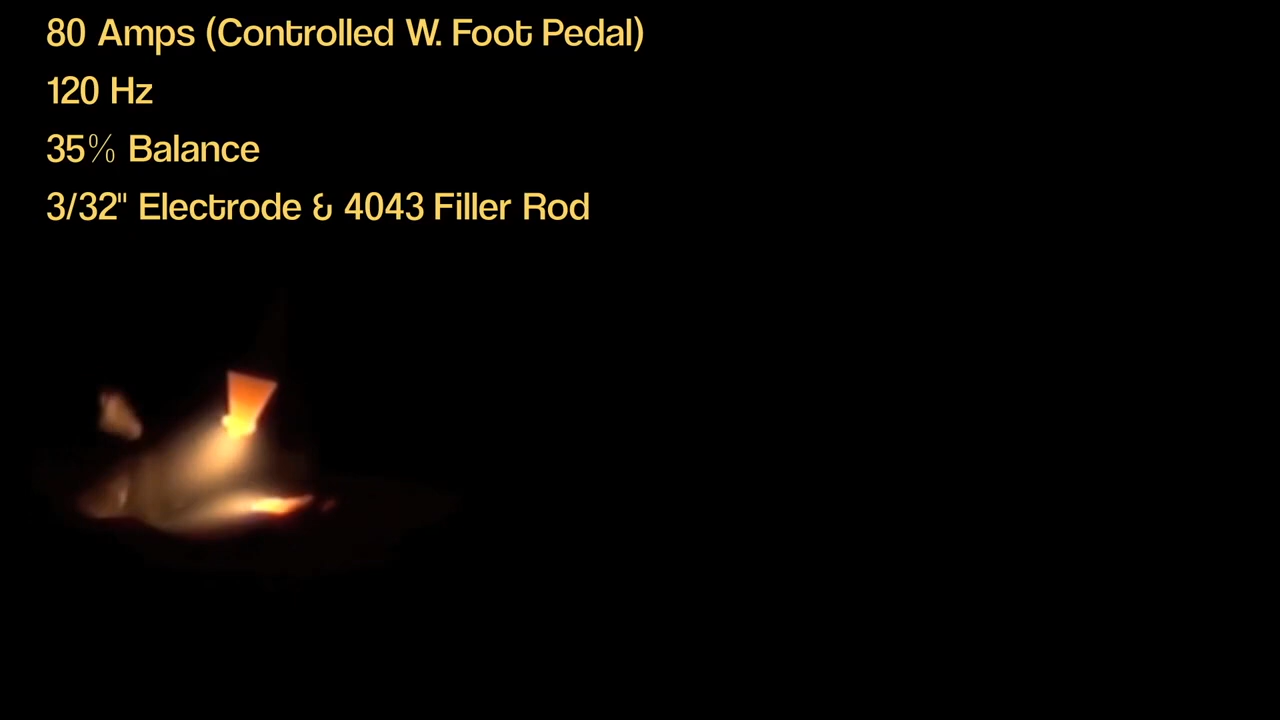 80 Amps (Controlled W. Foot Pedal)
120 Hz
35% Balance
3/32" Electrode & 4043 Filler Rod